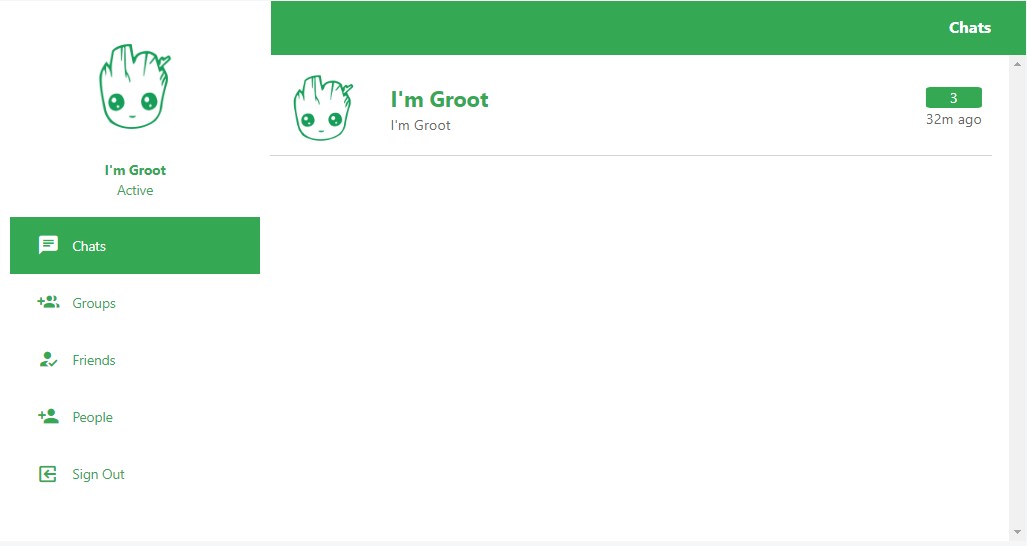 I'm Groot
Active
Chats
Groups
Friends
People
Sign Out
Chats
I'm Groot
I'm Groot
3
32m ago